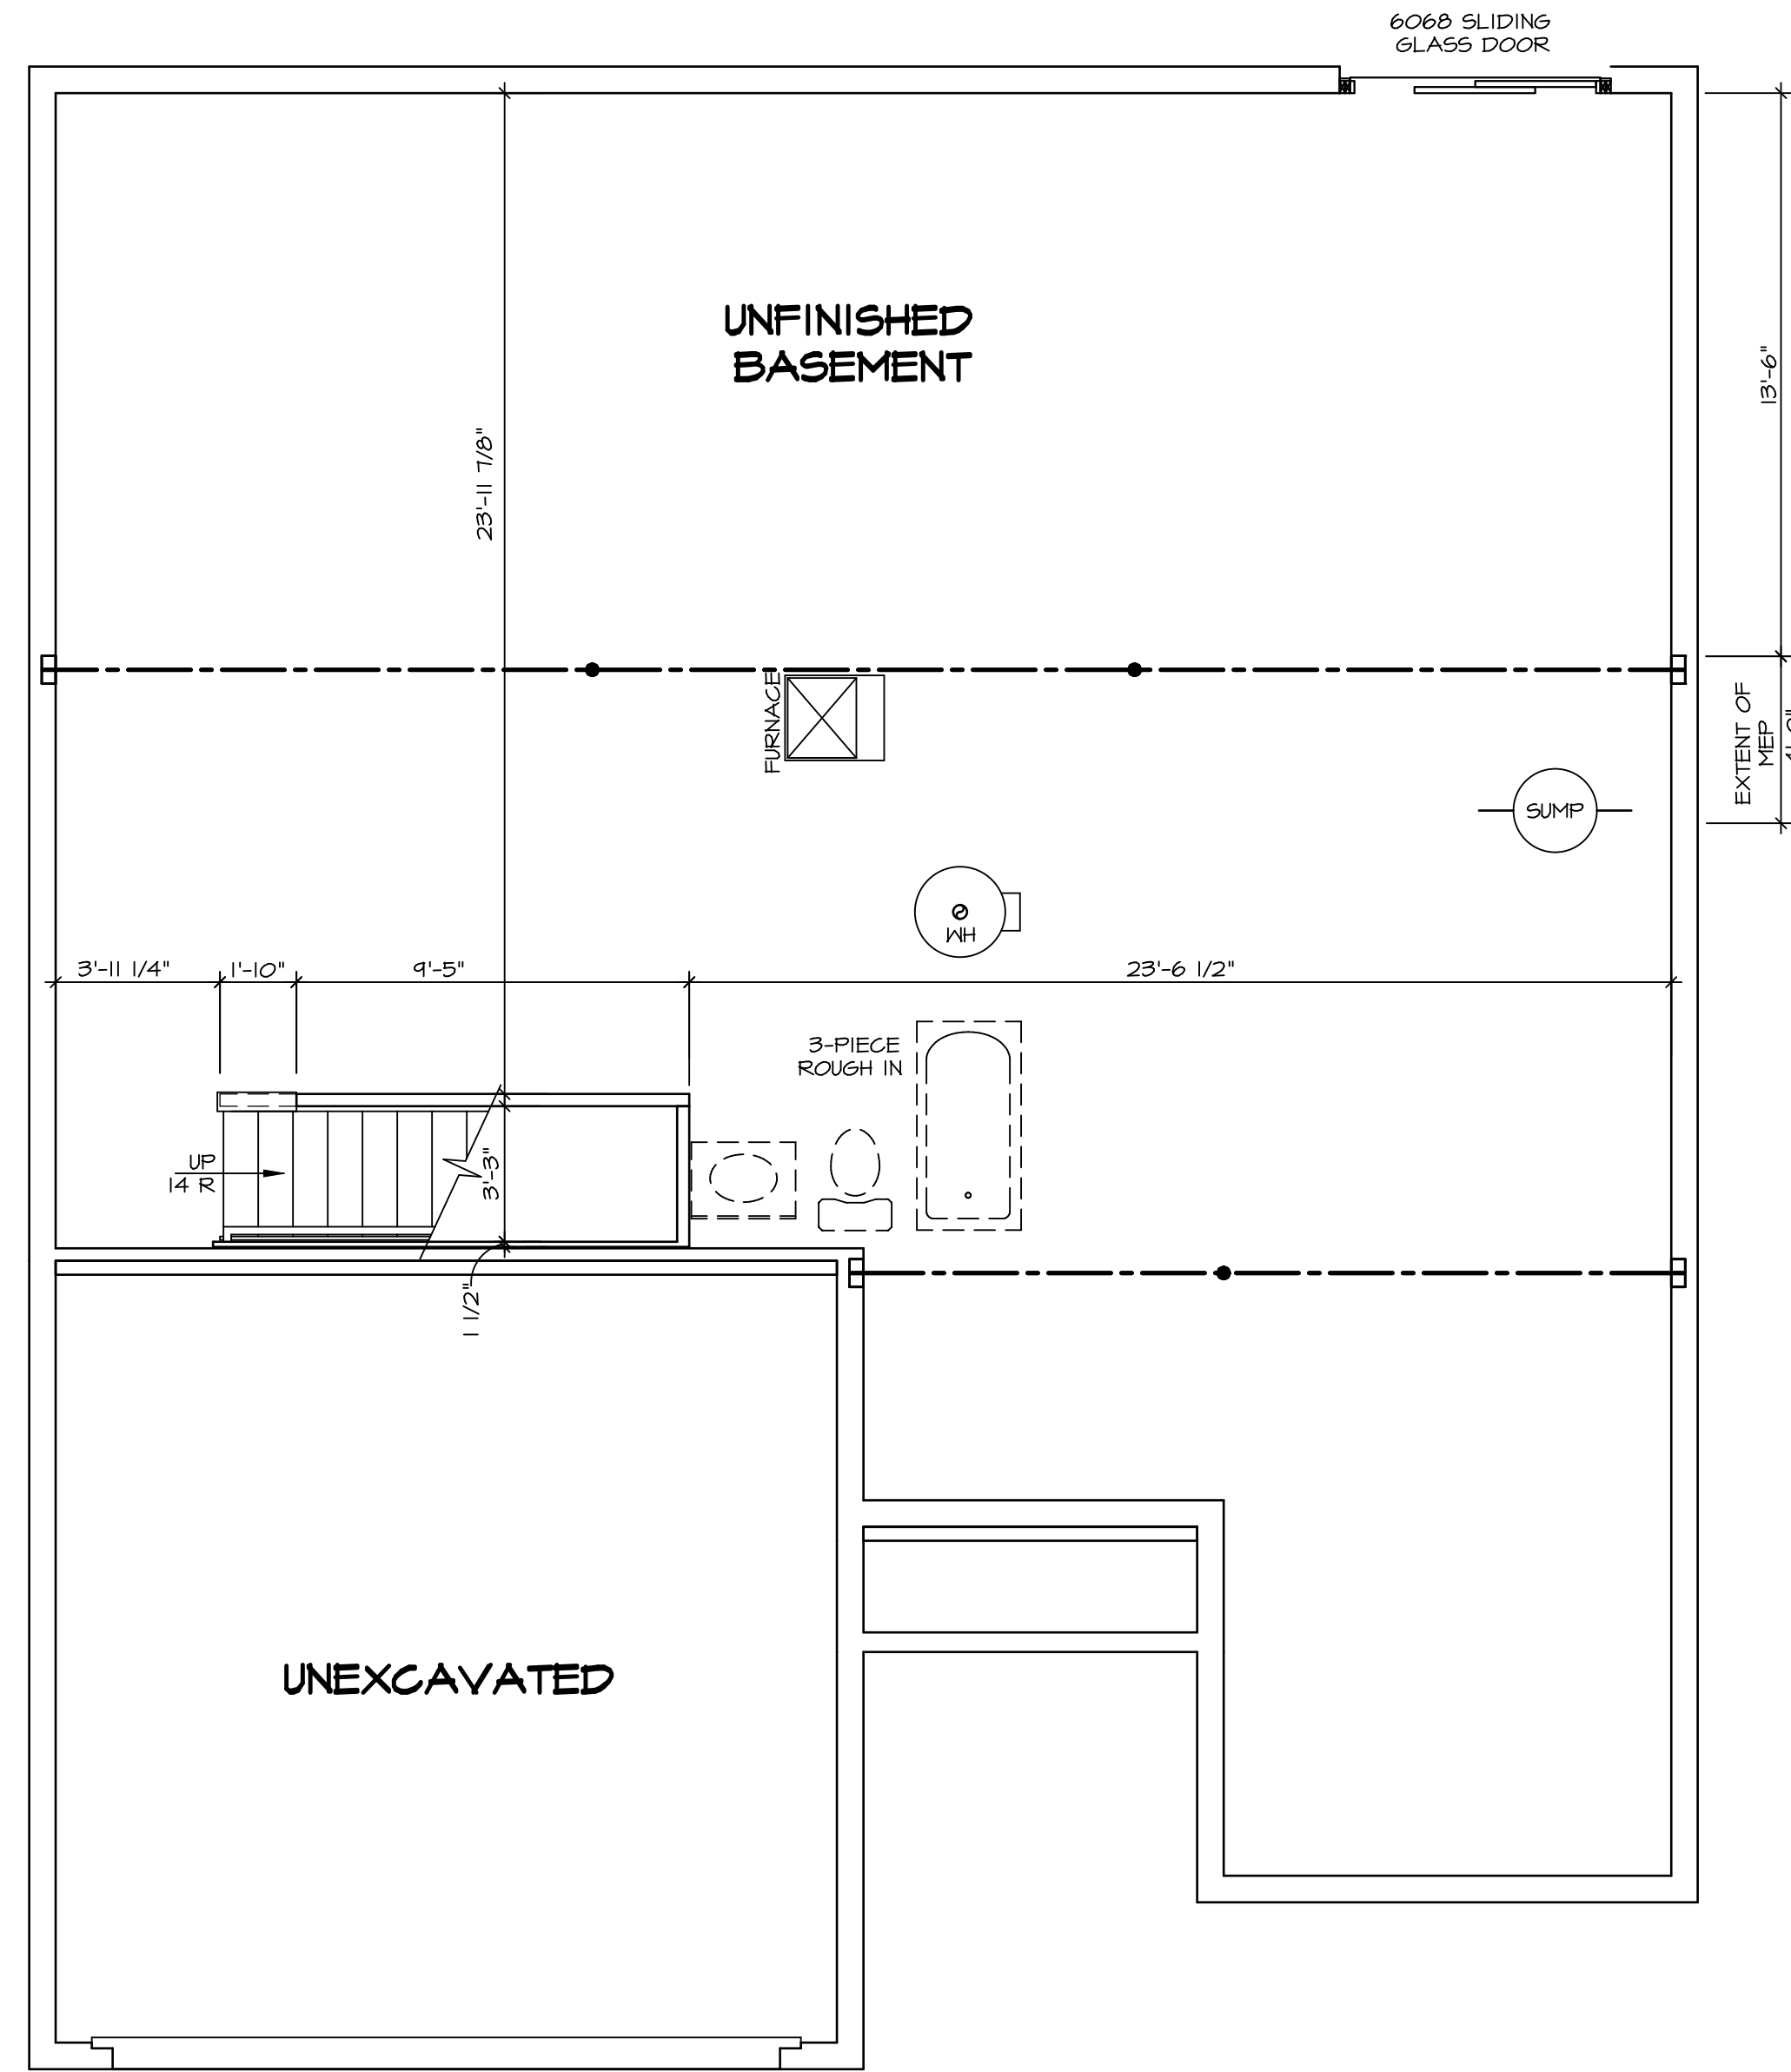 6068 SLIDING
GLASS DOOR
UNFINISHED
BASEMENT
23'-11 7/8"
13'-6"
FURNACE
EXTENT OF
MEP
SUMP
WH
3'-11 1/4"
1'-10"
9'-5"
23'-6 1/2"
3-PIECE
ROUGH IN
UP
14 R
3'-3"
1 1/2"
UNEXCAVATED